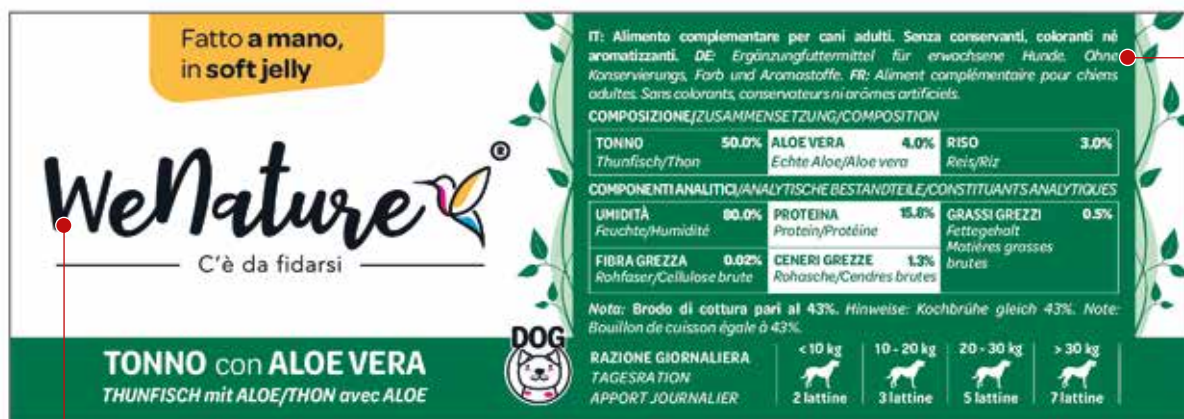 Fatto a mano,
in soft jelly
WeNature®
C'è da fidarsi
TONNO con ALOE VERA
THUNFISCH mit ALOE/THON avec ALOE
DOG
IT: Alimento complementare per cani adulti. Senza conservanti, coloranti né
aromatizzanti. DE: Ergänzungfuttermittel für erwachsene Hunde. Ohne
Konservierungs, Farb und Aromastoffe. FR: Aliment complémentaire pour chiens
adultes. Sans colorants, conservateurs ni arômes artificiels.
COMPOSIZIONE/ZUSAMMENSETZUNG/COMPOSITION
TONNO 50.0% ALOE VERA 4.0% RISO 3.0%
Thunfisch/Thon Echte Aloe/Aloe vera Reis/Riz
COMPONENTI ANALITICI/ANALYTISCHE BESTANDTEILE/CONSTITUANTS ANALYTIQUES
UMIDITÀ 80.0% PROTEINA 15.8% GRASSI GREZZI 0.5%
Feuchte/Humidité Protein/Protéine Fettegehalt
Matières grasses
brutes
FIBRA GREZZA 0.02% CENERI GREZZE 1.3%
Rohfaser/Cellulose brute Rohasche/Cendres brutes
Nota: Brodo di cottura pari al 43%. Hinweise: Kochbrühe gleich 43%. Note:
Bouillon de cuisson égale à 43%.
RAZIONE GIORNALIERA
TAGESRATION
APPORT JOURNALIER
< 10 kg 10 - 20 kg 20 - 30 kg > 30 kg
2 lattine 3 lattine 5 lattine 7 lattine